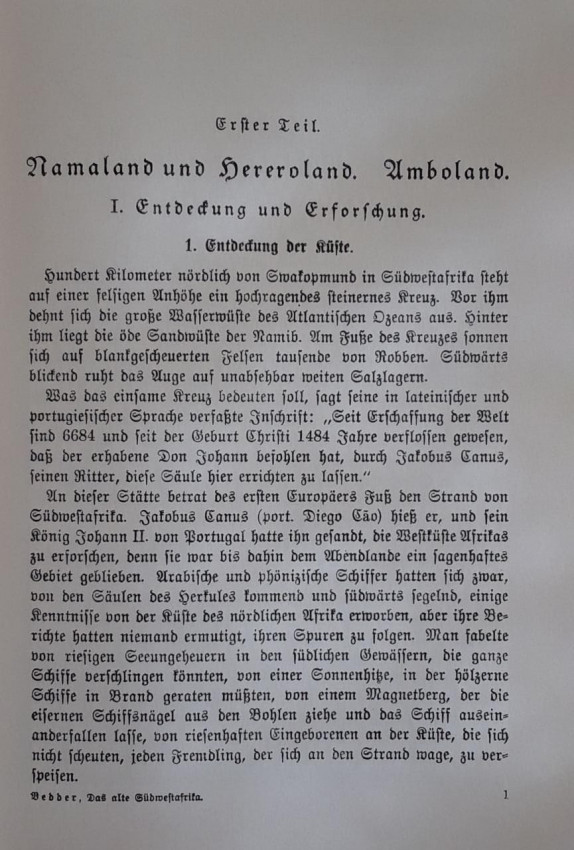 Erster Teil.
Namaland und Hereroland. Amboland.
I. Entdeckung und Erforschung.
1. Entdeckung der Küste.
Hundert Kilometer nördlich von Swakopmund in Südwestafrika steht
auf einer felsigen Anhöhe ein hochragendes steinernes Kreuz. Vor ihm
dehnt sich die große Wasserwüste des Atlantischen Ozeans aus. Hinter
ihm liegt die öde Sandwüste der Namib. Am Fuße des Kreuzes sonnen
sich auf blankgescheuerten Felsen tausende von Robben. Südwärts
blickend ruht das Auge auf unabsehbar weiten Salzlagern.
Was das einsame Kreuz bedeuten soll, sagt seine in lateinischer und
portugiesischer Sprache verfaßte Inschrift: „Seit Erschaffung der Welt
sind 6684 und seit der Geburt Christi 1484 Jahre verflossen gewesen,
daß der erhabene Don Johann befohlen hat, durch Jakobus Canus,
seinen Ritter, diese Säule hier errichten zu lassen.“
An dieser Stätte betrat des ersten Europäers Fuß den Strand von
Südwestafrika. Jakobus Canus (port. Diego Cão) hieß er, und sein
König Johann II. von Portugal hatte ihn gesandt, die Westküste Afrikas
zu erforschen, denn sie war bis dahin dem Abendlande ein sagenhaftes
Gebiet geblieben. Arabische und phönizische Schiffer hatten sich zwar,
von den Säulen des Herkules kommend und südwärts segelnd, einige
Kenntnisse von der Küste des nördlichen Afrika erworben, aber ihre Be-
richte hatten niemand ermutigt, ihren Spuren zu folgen. Man fabelte
von riesigen Seeungeheuern in den südlichen Gewässern, die ganze
Schiffe verschlingen könnten, von einer Sonnenhitze, in der hölzerne
Schiffe in Brand geraten müßten, von einem Magnetberg, der die
eisernen Schiffsnägel aus den Bohlen ziehe und das Schiff ausein-
anderfallen lasse, von riesenhaften Eingeborenen an der Küste, die sich
nicht scheuten, jeden Fremdling, der sich an den Strand wage, zu ver-
speisen.
Vedder, Das alte Südwestafrika. 1